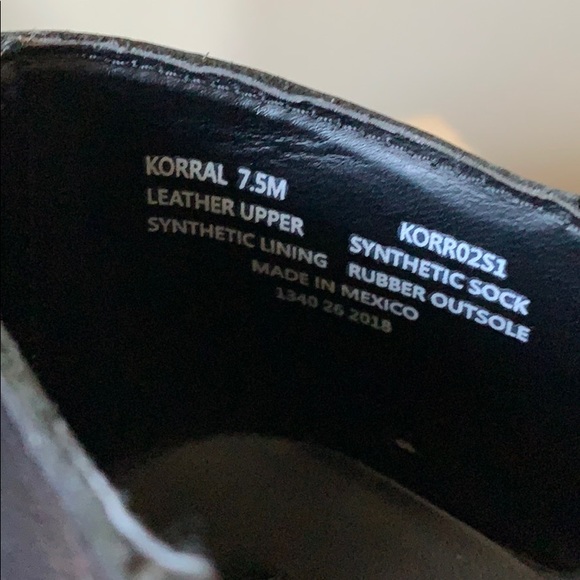 KORRAL 7.5M KORR02S1
LEATHER UPPER SYNTHETIC SOCK
SYNTHETIC LINING RUBBER OUTSOLE
MADE IN MEXICO
1340 26 2018